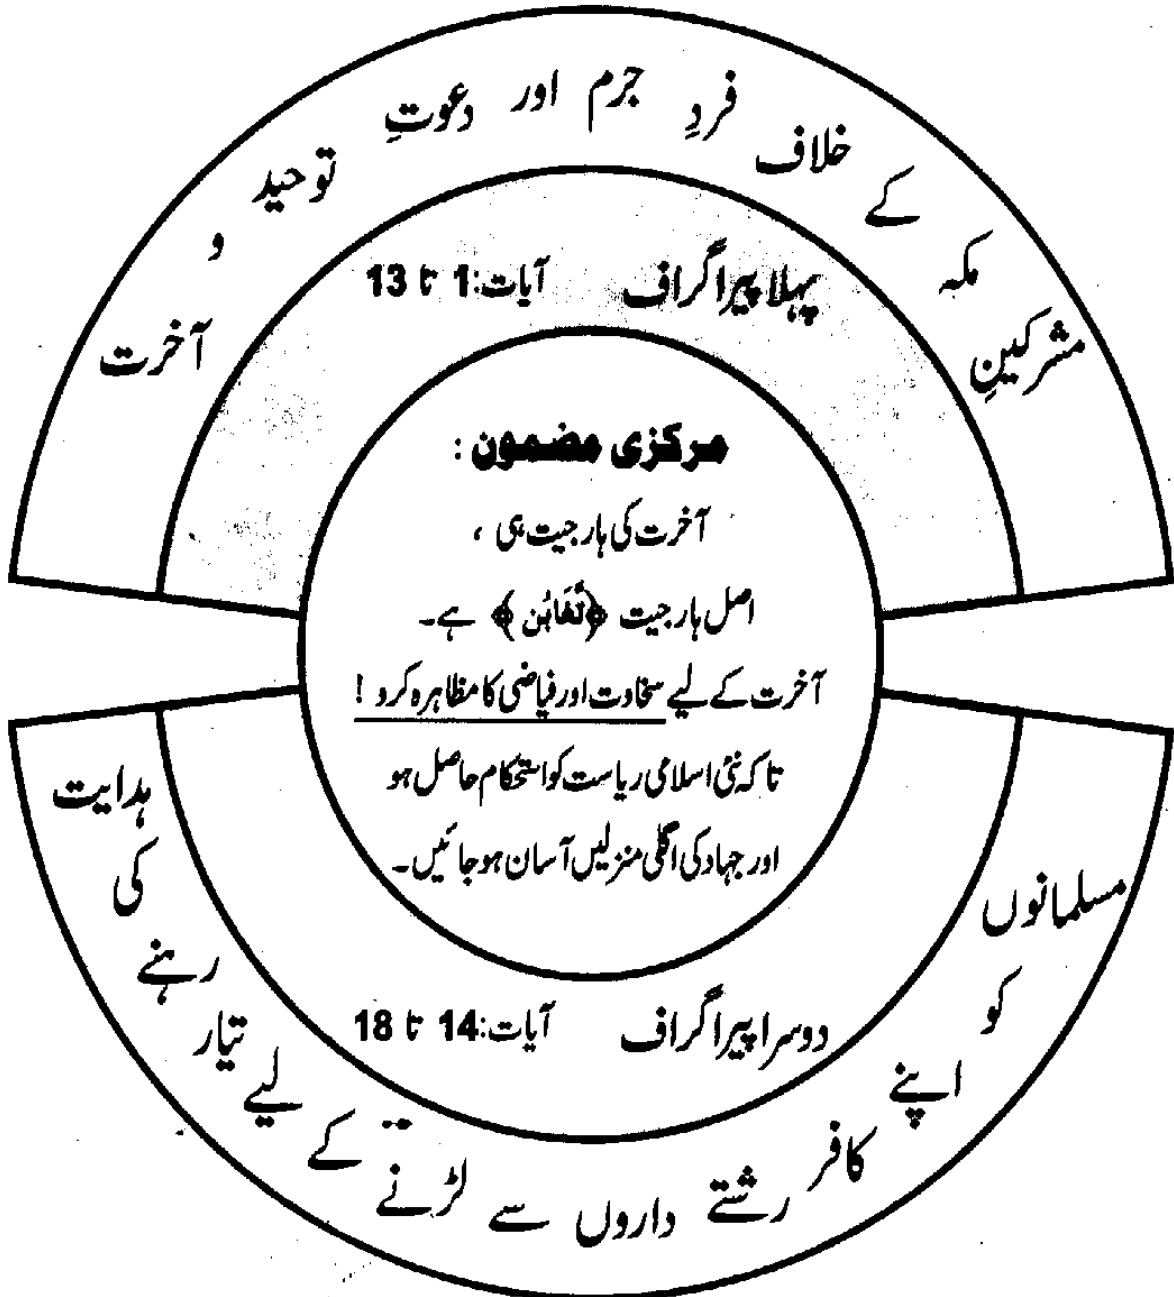 مشرکینِ مکہ کے خلاف فردِ جرم اور دعوتِ توحید و آخرت
پہلا پیراگراف آیات:1 تا 13
مرکزی مضمون :
آخرت کی ہار جیت ہی ،
اصل ہار جیت ﴿تَغَابُن﴾ ہے۔
آخرت کے لیے سخاوت اور فیاضی کا مظاہرہ کرو !
تاکہ نئی اسلامی ریاست کو استحکام حاصل ہو
اور جہاد کی اگلی منزلیں آسان ہو جائیں۔
دوسرا پیراگراف آیات:14 تا 18
مسلمانوں کو اپنے کافر رشتے داروں سے لڑنے کے لیے تیار رہنے کی ہدایت